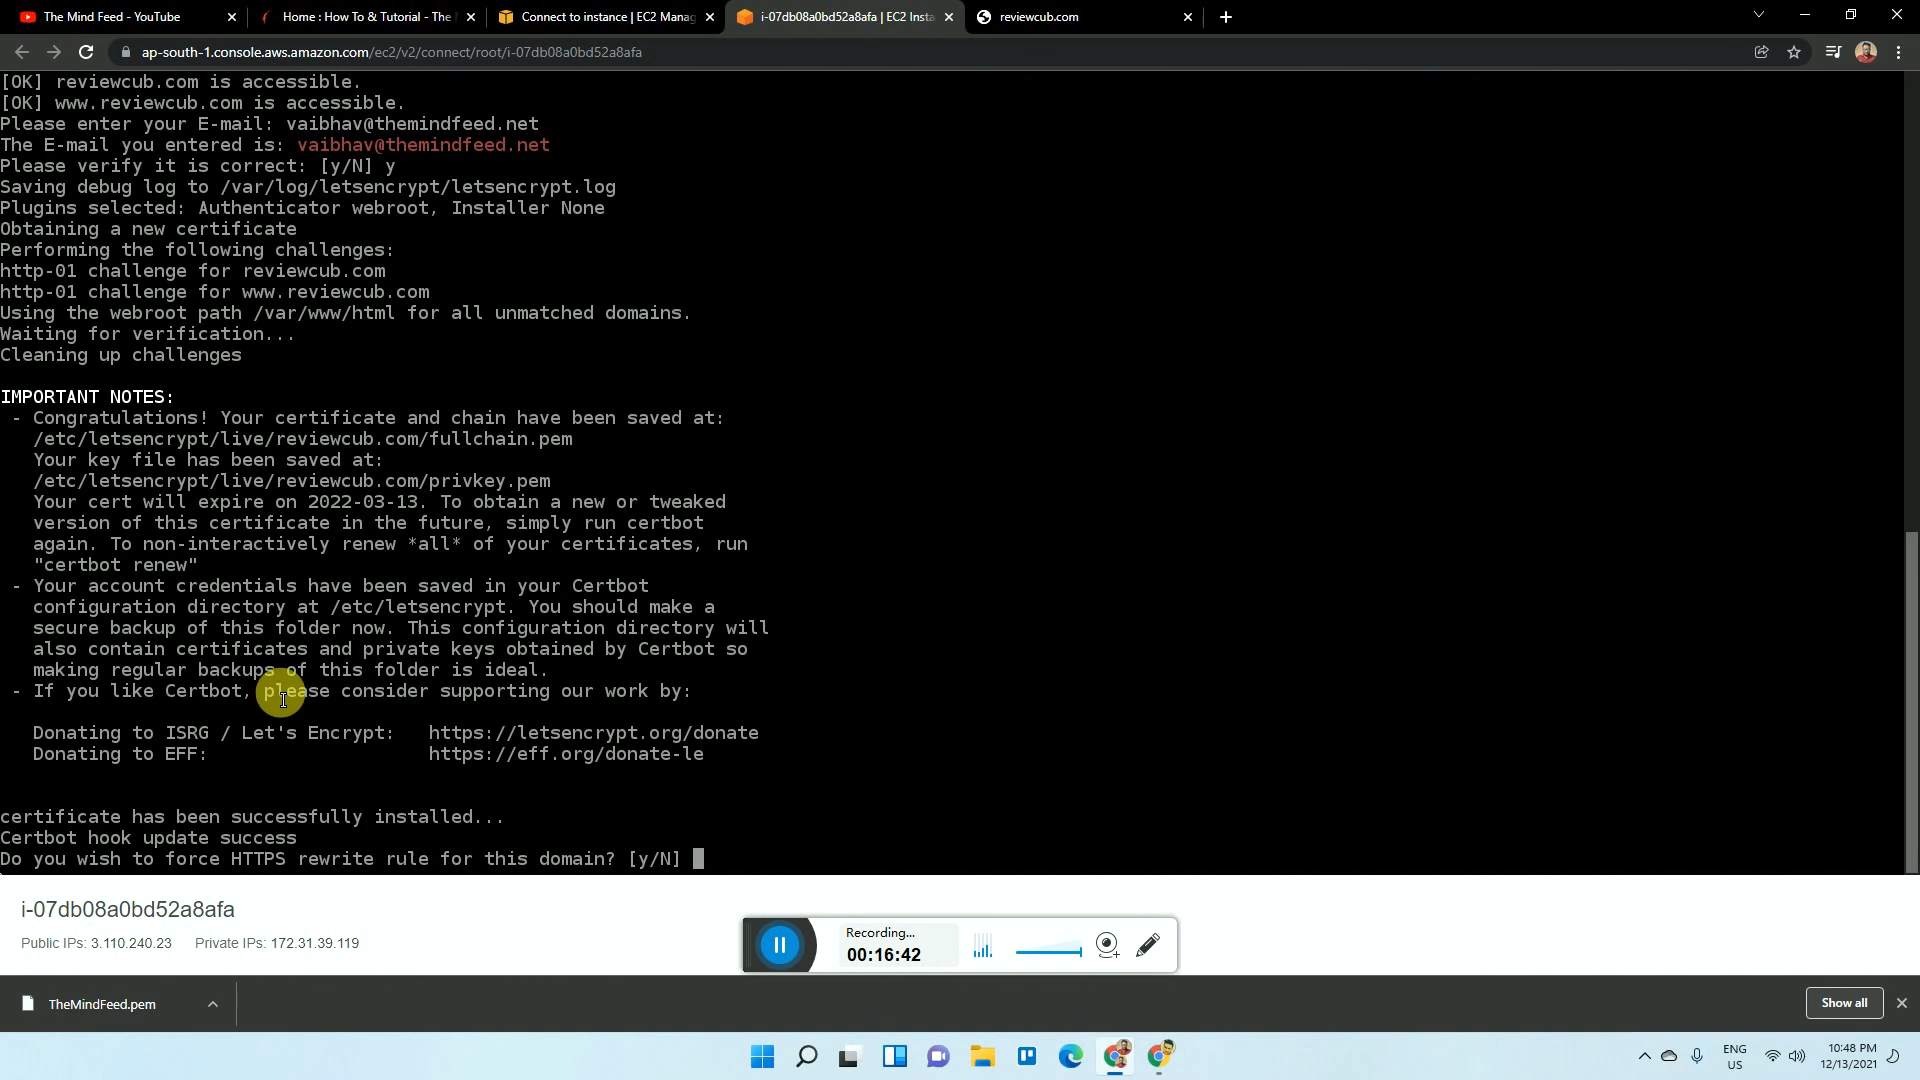 The Mind Feed - YouTube
Home : How To & Tutorial - The
Connect to instance | EC2 Manag
i-07db08a0bd52a8afa | EC2 Insta
reviewcub.com
ap-south-1.console.aws.amazon.com/ec2/v2/connect/root/i-07db08a0bd52a8afa
[OK] reviewcub.com is accessible.
[OK] www.reviewcub.com is accessible.
Please enter your E-mail: vaibhav@themindfeed.net
The E-mail you entered is: vaibhav@themindfeed.net
Please verify it is correct: [y/N] y
Saving debug log to /var/log/letsencrypt/letsencrypt.log
Plugins selected: Authenticator webroot, Installer None
Obtaining a new certificate
Performing the following challenges:
http-01 challenge for reviewcub.com
http-01 challenge for www.reviewcub.com
Using the webroot path /var/www/html for all unmatched domains.
Waiting for verification...
Cleaning up challenges
IMPORTANT NOTES:
- Congratulations! Your certificate and chain have been saved at:
/etc/letsencrypt/live/reviewcub.com/fullchain.pem
Your key file has been saved at:
/etc/letsencrypt/live/reviewcub.com/privkey.pem
Your cert will expire on 2022-03-13. To obtain a new or tweaked
version of this certificate in the future, simply run certbot
again. To non-interactively renew *all* of your certificates, run
"certbot renew"
- Your account credentials have been saved in your Certbot
configuration directory at /etc/letsencrypt. You should make a
secure backup of this folder now. This configuration directory will
also contain certificates and private keys obtained by Certbot so
making regular backups of this folder is ideal.
- If you like Certbot, please consider supporting our work by:
Donating to ISRG / Let's Encrypt: https://letsencrypt.org/donate
Donating to EFF: https://eff.org/donate-le
certificate has been successfully installed...
Certbot hook update success
Do you wish to force HTTPS rewrite rule for this domain? [y/N]
i-07db08a0bd52a8afa
Public IPs: 3.110.240.23 Private IPs: 172.31.39.119
Recording...
00:16:42
TheMindFeed.pem
Show all
ENG
US
10:48 PM
12/13/2021